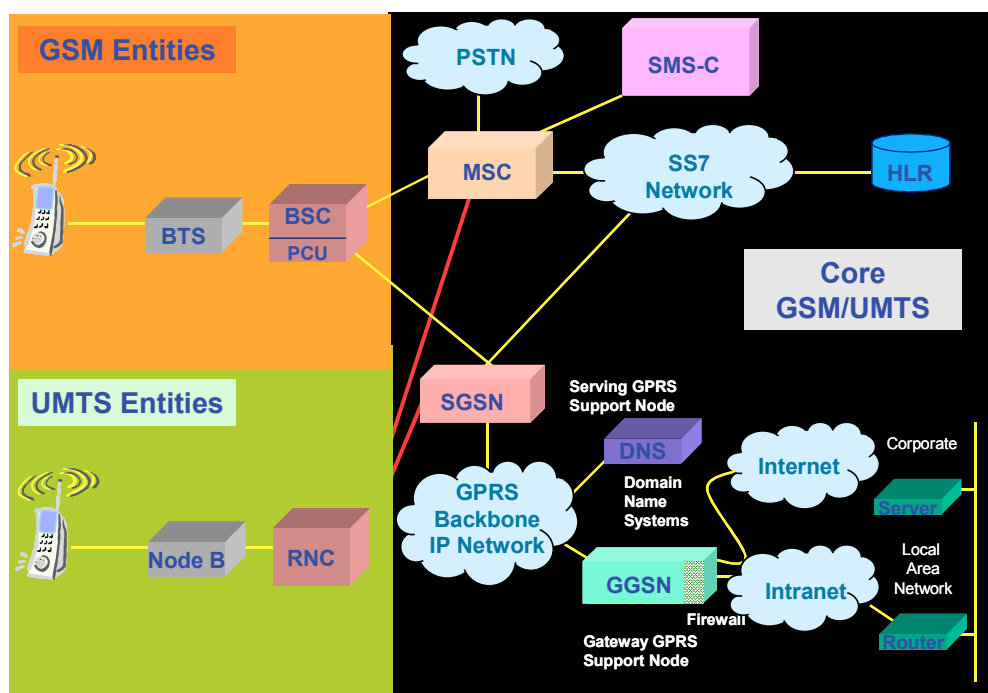 GSM Entities
PSTN
SMS-C
MSC
SS7
Network
HLR
BTS
BSC
PCU
Core
GSM/UMTS
UMTS Entities
SGSN
Serving GPRS
Support Node
DNS
Domain
Name
Systems
Internet
Corporate
Server
GPRS
Backbone
IP Network
Node B
RNC
GGSN
Firewall
Gateway GPRS
Support Node
Intranet
Local
Area
Network
Router